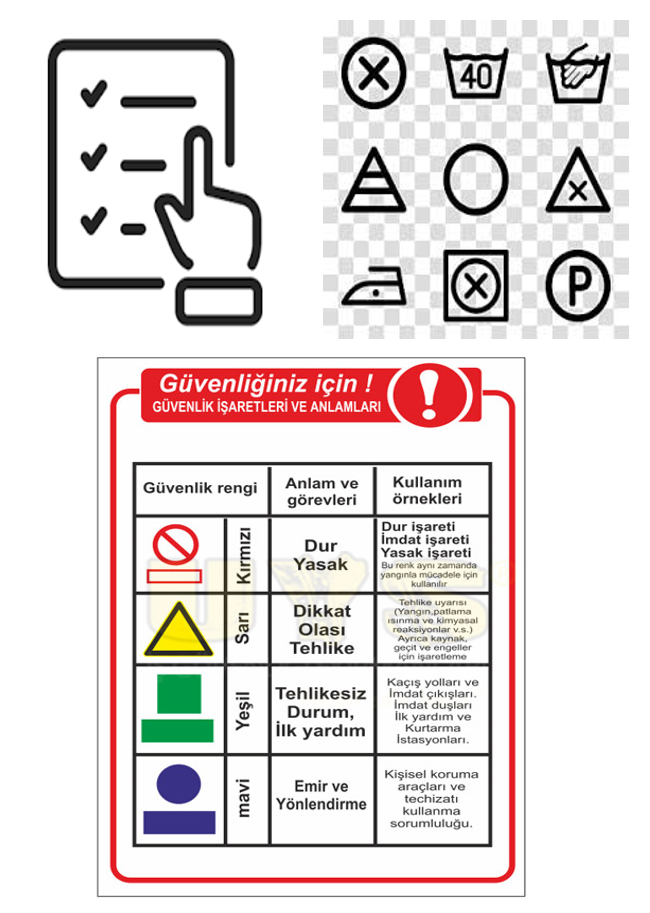 40
P
Güvenliğiniz için !
GÜVENLİK İŞARETLERİ VE ANLAMLARI
Güvenlik rengi
Anlam ve
görevleri
Kullanım
örnekleri
Kırmızı
Dur
Yasak
Dur işareti
İmdat işareti
Yasak işareti
Bu renk aynı zamanda
yangınla mücadele için
kullanılır
Sarı
Dikkat
Olası
Tehlike
Tehlike uyarısı
(Yangın,patlama
ısınma ve kimyasal
reaksiyonlar v.s.)
Ayrıca kaynak,
geçit ve engeller
için işaretleme
Yeşil
Tehlikesiz
Durum,
İlk yardım
Kaçış yolları ve
İmdat çıkışları.
İmdat duşları
İlk yardım ve
Kurtarma
İstasyonları.
mavi
Emir ve
Yönlendirme
Kişisel koruma
araçları ve
techizatı
kullanma
sorumluluğu.